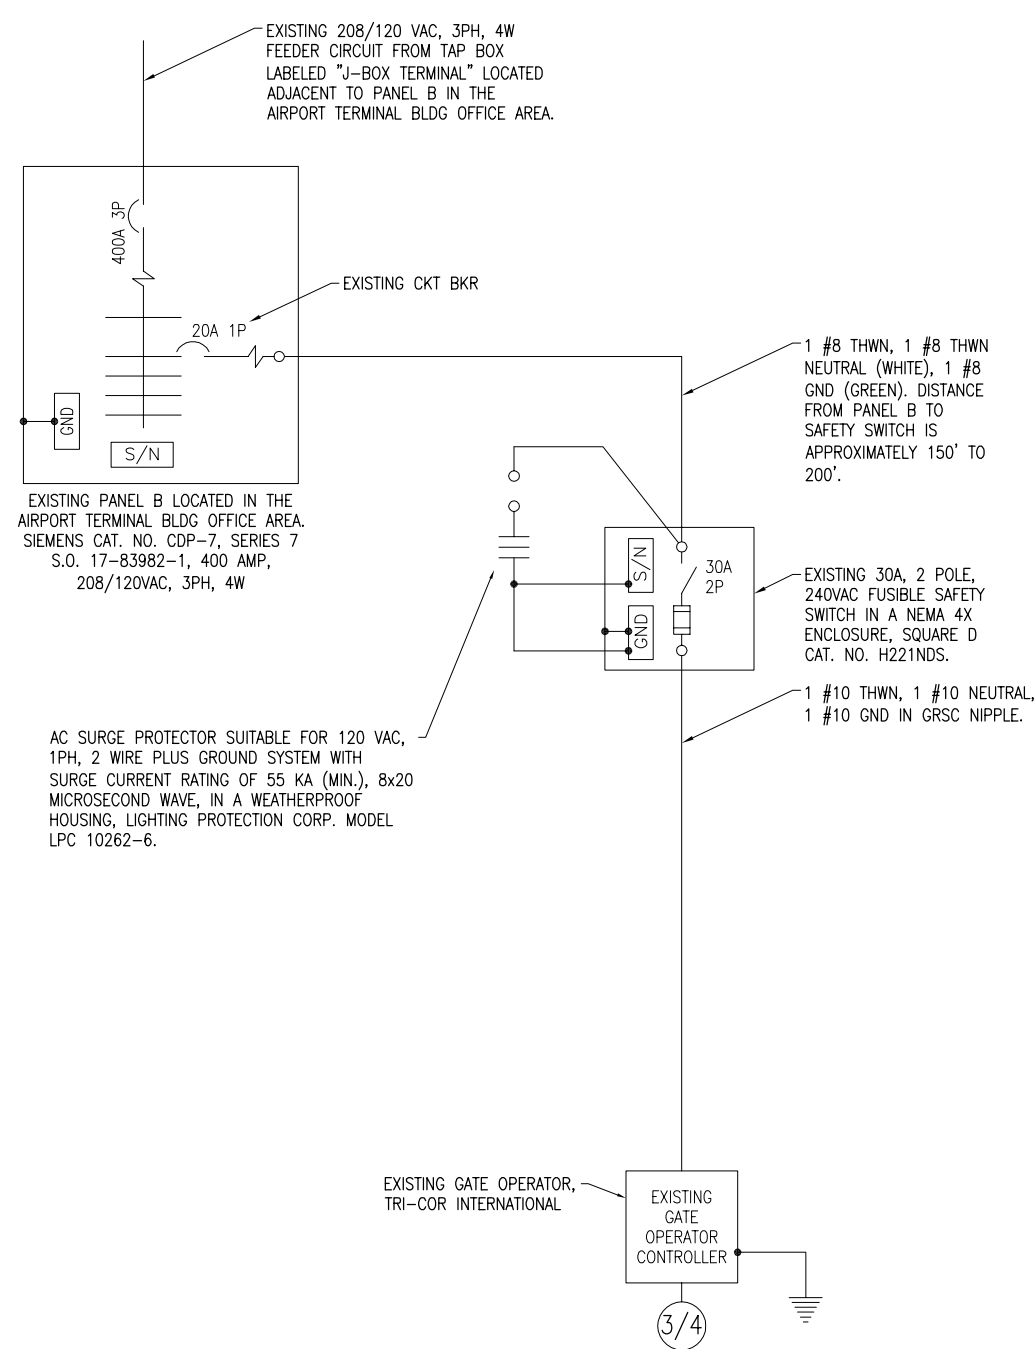 EXISTING 208/120 VAC, 3PH, 4W
FEEDER CIRCUIT FROM TAP BOX
LABELED "J-BOX TERMINAL" LOCATED
ADJACENT TO PANEL B IN THE
AIRPORT TERMINAL BLDG OFFICE AREA.
400A 3P
EXISTING CKT BKR
20A 1P
GND
S/N
EXISTING PANEL B LOCATED IN THE
AIRPORT TERMINAL BLDG OFFICE AREA.
SIEMENS CAT. NO. CDP-7, SERIES 7
S.O. 17-83982-1, 400 AMP,
208/120VAC, 3PH, 4W
1 #8 THWN, 1 #8 THWN
NEUTRAL (WHITE), 1 #8
GND (GREEN). DISTANCE
FROM PANEL B TO
SAFETY SWITCH IS
APPROXIMATELY 150' TO
200'.
S/N
30A
2P
GND
EXISTING 30A, 2 POLE,
240VAC FUSIBLE SAFETY
SWITCH IN A NEMA 4X
ENCLOSURE, SQUARE D
CAT. NO. H221NDS.
1 #10 THWN, 1 #10 NEUTRAL,
1 #10 GND IN GRSC NIPPLE.
AC SURGE PROTECTOR SUITABLE FOR 120 VAC,
1PH, 2 WIRE PLUS GROUND SYSTEM WITH
SURGE CURRENT RATING OF 55 KA (MIN.), 8x20
MICROSECOND WAVE, IN A WEATHERPROOF
HOUSING, LIGHTING PROTECTION CORP. MODEL
LPC 10262-6.
EXISTING GATE OPERATOR,
TRI-COR INTERNATIONAL
EXISTING
GATE
OPERATOR
CONTROLLER
3/4